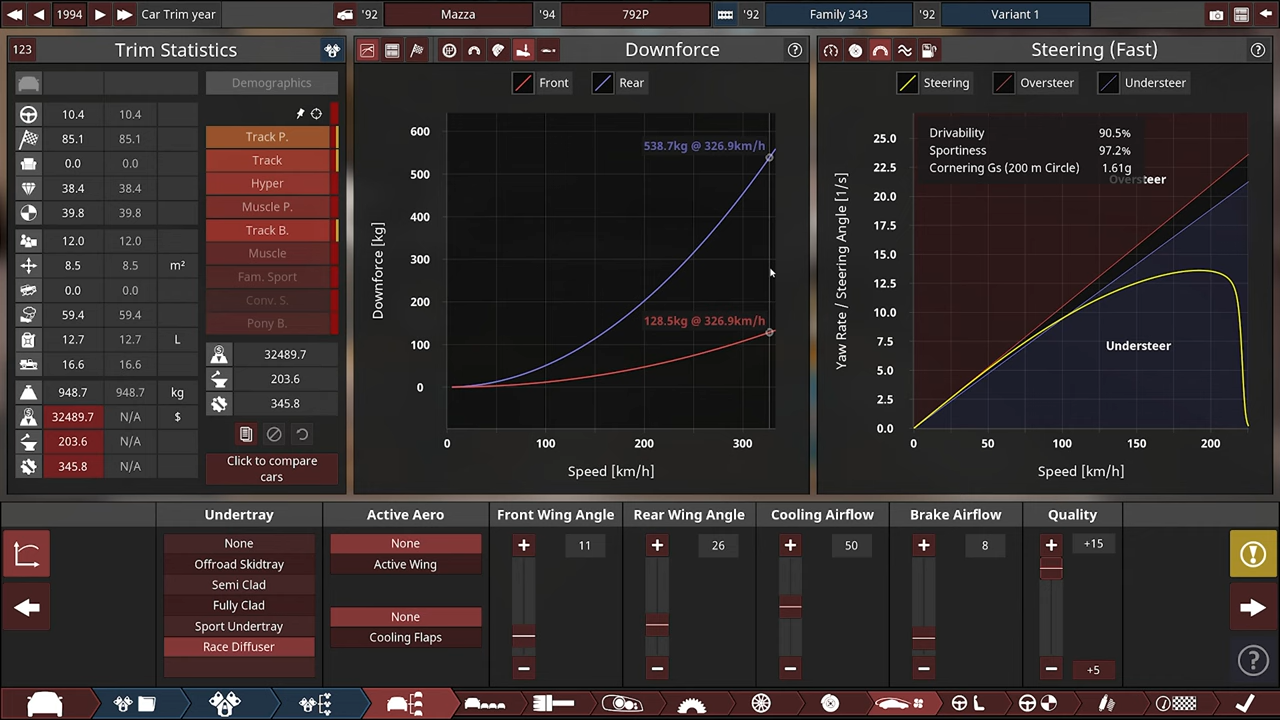 1994
Car Trim year
'92
Mazza
'94
792P
'92
Family 343
'92
Variant 1
123
Trim Statistics
Demographics
10.4 10.4
85.1 85.1
0.0 0.0
38.4 38.4
39.8 39.8
12.0 12.0
8.5 8.5 m²
0.0 0.0
59.4 59.4
12.7 12.7 L
16.6 16.6
948.7 948.7 kg
32489.7 N/A $
203.6 N/A
345.8 N/A
Track P.
Track
Hyper
Muscle P.
Track B.
Muscle
Fam. Sport
Conv. S.
Pony B.
32489.7
203.6
345.8
Click to compare
cars
Downforce
?
Front
Rear
600
500
400
300
200
100
0
Downforce [kg]
538.7kg @ 326.9km/h
128.5kg @ 326.9km/h
0 100 200 300
Speed [km/h]
Steering (Fast)
?
Steering
Oversteer
Understeer
Drivability 90.5%
Sportiness 97.2%
Cornering Gs (200 m Circle) 1.61g
Oversteer
Understeer
25.0
22.5
20.0
17.5
15.0
12.5
10.0
7.5
5.0
2.5
0.0
Yaw Rate / Steering Angle [1/s]
0 50 100 150 200
Speed [km/h]
Undertray
None
Offroad Skidtray
Semi Clad
Fully Clad
Sport Undertray
Race Diffuser
Active Aero
None
Active Wing
None
Cooling Flaps
Front Wing Angle
+ 11
−
Rear Wing Angle
+ 26
−
Cooling Airflow
+ 50
−
Brake Airflow
+ 8
−
Quality
+ +15
− +5
!
?